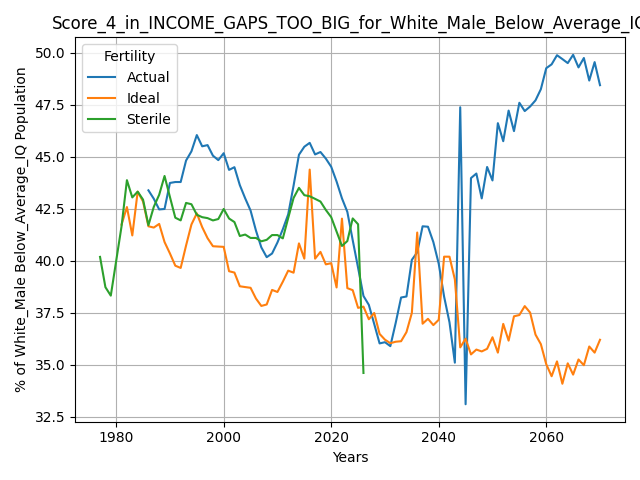 Score_4_in_INCOME_GAPS_TOO_BIG_for_White_Male_Below_Average_IQ
Fertility
Actual
Ideal
Sterile
% of White_Male Below_Average_IQ Population
50.0
47.5
45.0
42.5
40.0
37.5
35.0
32.5
1980
2000
2020
2040
2060
Years